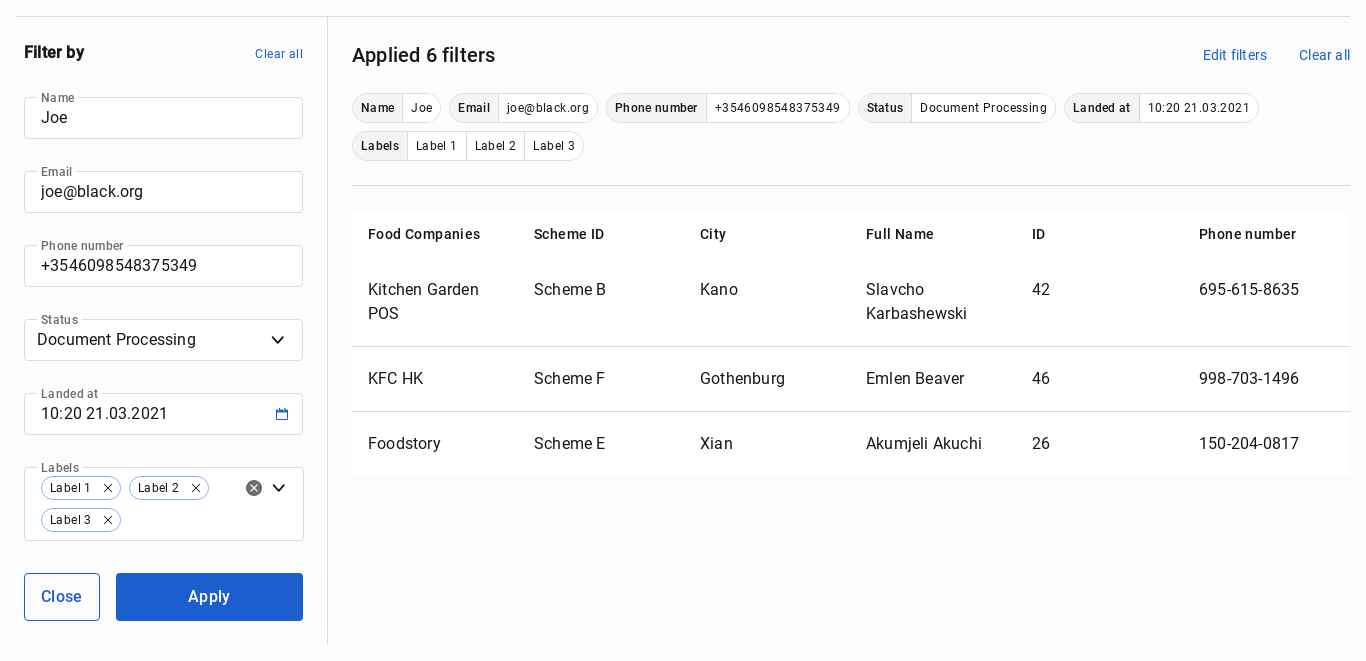 Filter by
Clear all
Name
Joe
Email
joe@black.org
Phone number
+3546098548375349
Status
Document Processing
Landed at
10:20 21.03.2021
Labels
Label 1 Label 2
Label 3
Close Apply
Applied 6 filters
Edit filters Clear all
Name Joe Email joe@black.org Phone number +3546098548375349 Status Document Processing Landed at 10:20 21.03.2021
Labels Label 1 Label 2 Label 3
Food Companies Scheme ID City Full Name ID Phone number
Kitchen Garden POS Scheme B Kano Slavcho Karbashewski 42 695-615-8635
KFC HK Scheme F Gothenburg Emlen Beaver 46 998-703-1496
Foodstory Scheme E Xian Akumjeli Akuchi 26 150-204-0817